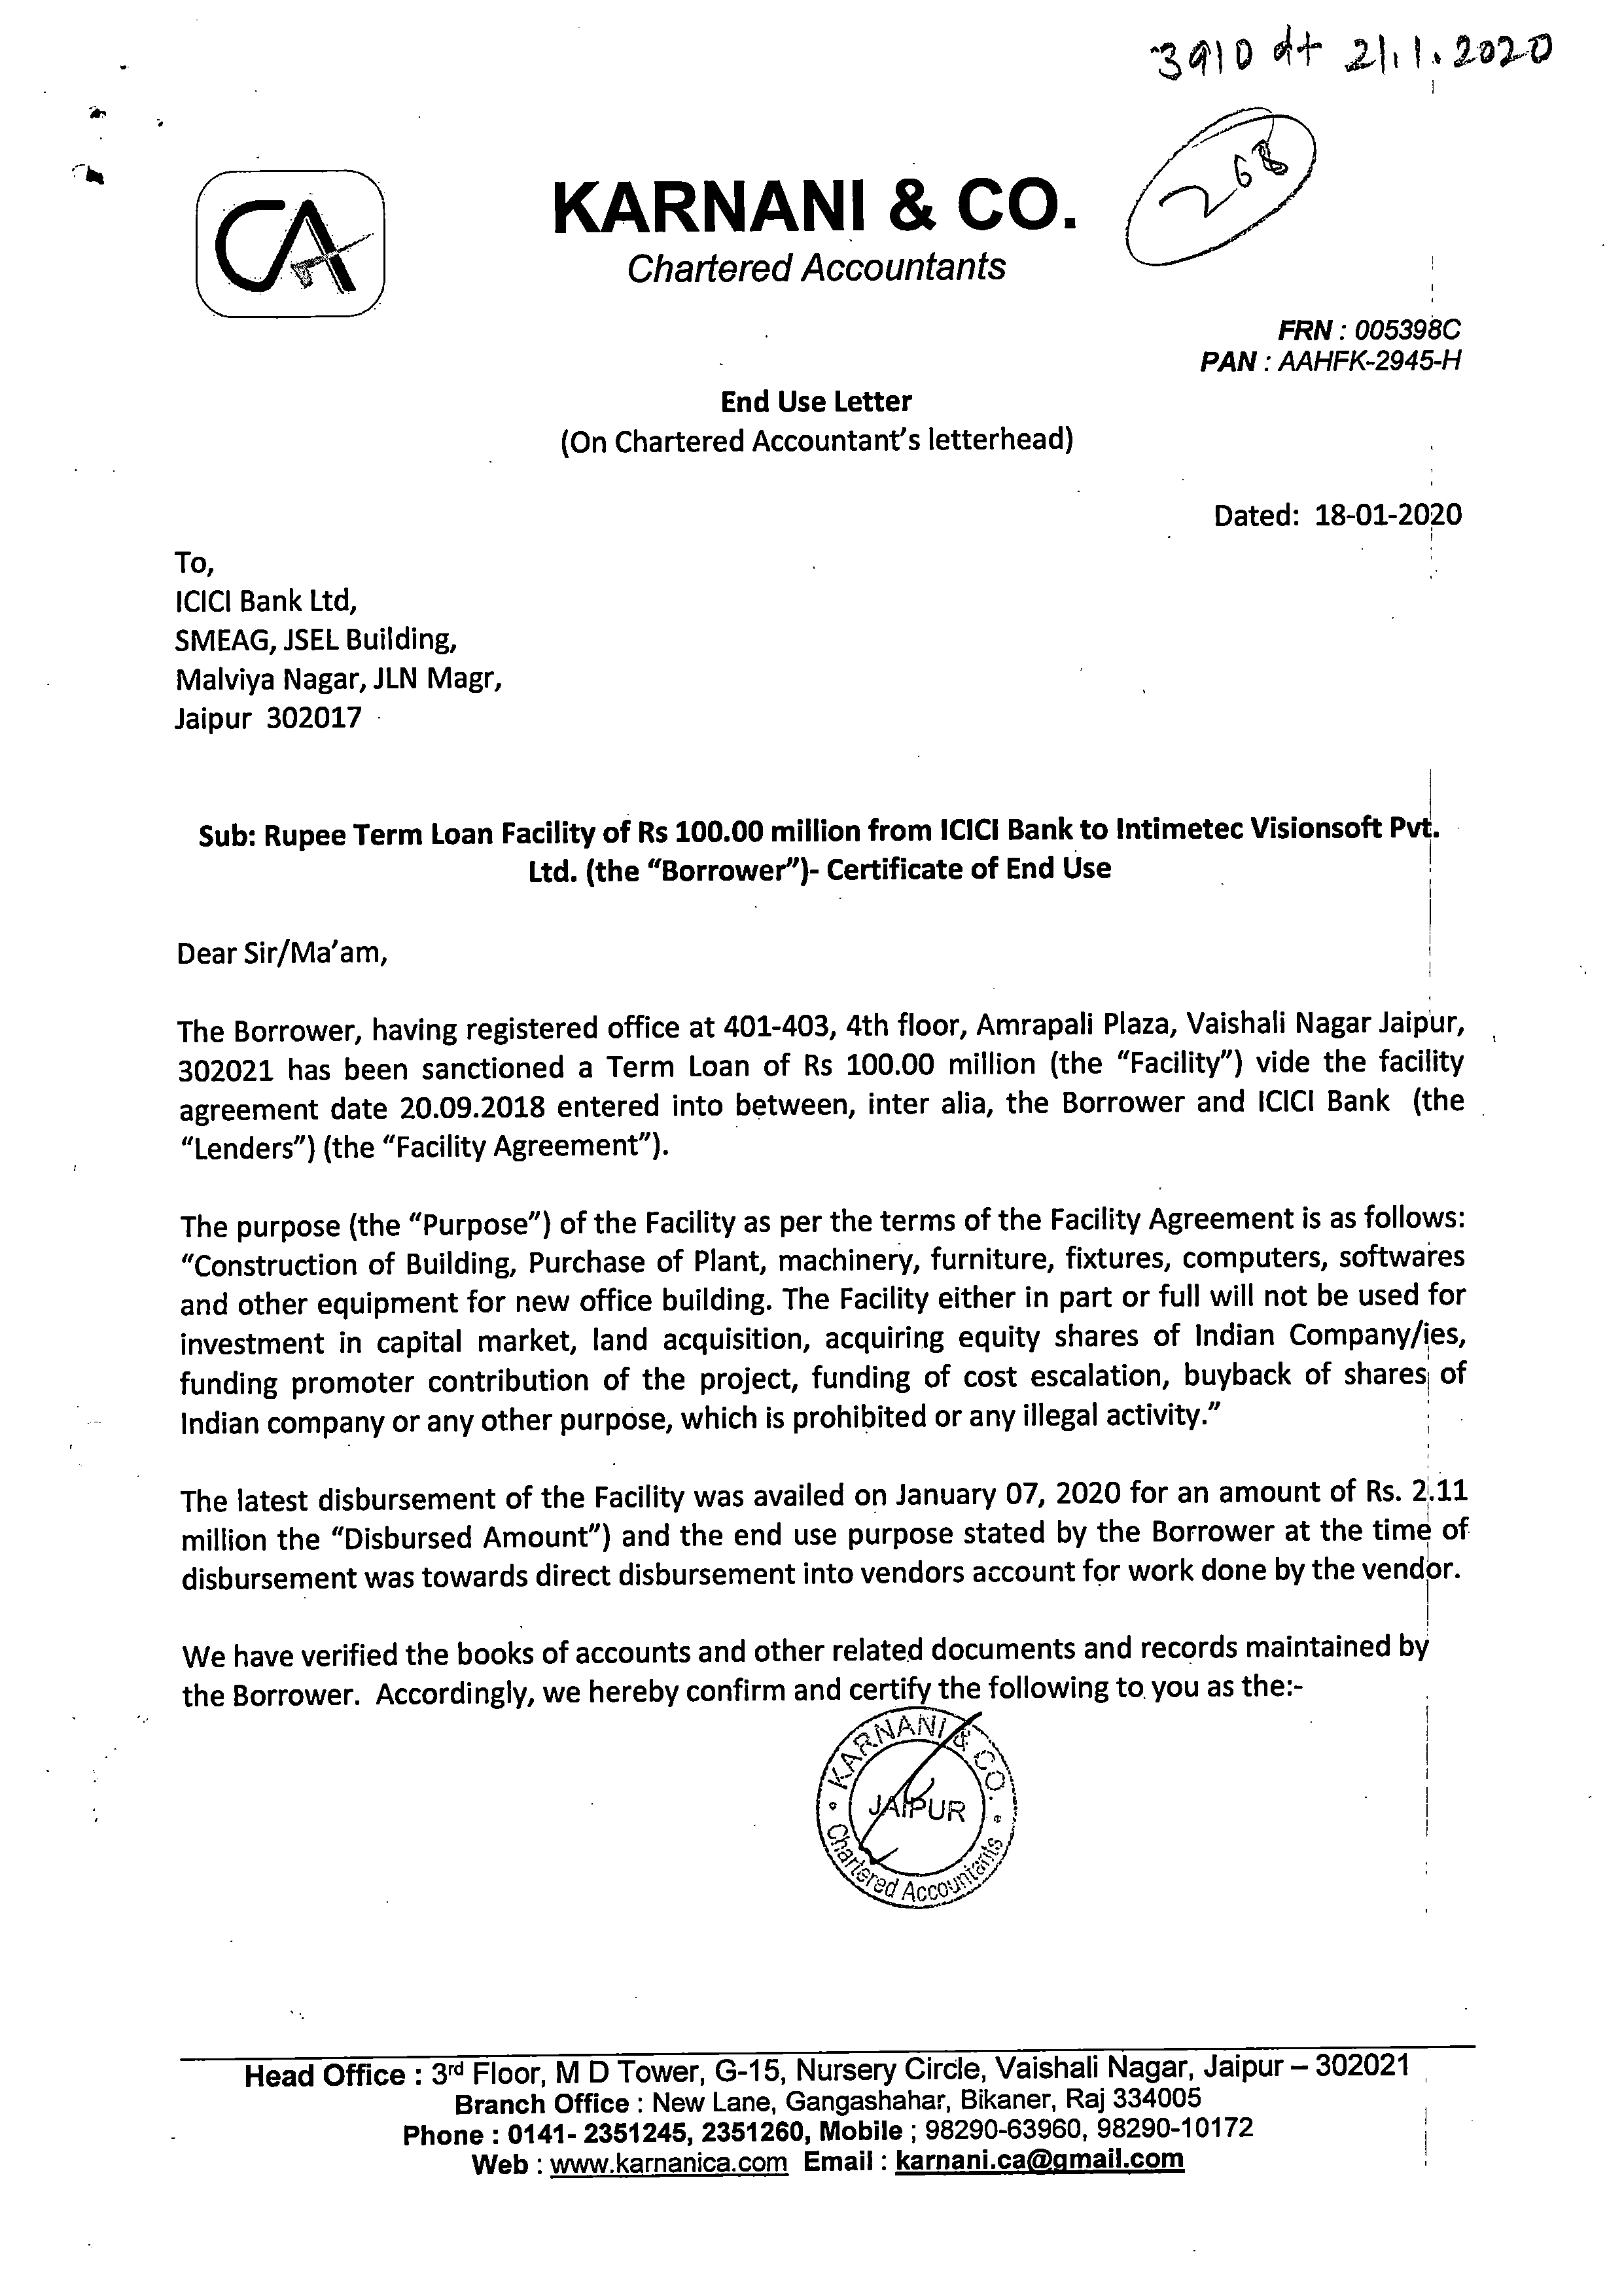 3910 dt 21.1.2020
268
CA
KARNANI & CO.
Chartered Accountants
FRN : 005398C
PAN : AAHFK-2945-H
End Use Letter
(On Chartered Accountant's letterhead)
Dated: 18-01-2020
To,
ICICI Bank Ltd,
SMEAG, JSEL Building,
Malviya Nagar, JLN Magr,
Jaipur 302017
Sub: Rupee Term Loan Facility of Rs 100.00 million from ICICI Bank to Intimetec Visionsoft Pvt.
Ltd. (the “Borrower”)- Certificate of End Use
Dear Sir/Ma'am,
The Borrower, having registered office at 401-403, 4th floor, Amrapali Plaza, Vaishali Nagar Jaipur,
302021 has been sanctioned a Term Loan of Rs 100.00 million (the “Facility”) vide the facility
agreement date 20.09.2018 entered into between, inter alia, the Borrower and ICICI Bank (the
“Lenders”) (the “Facility Agreement”).
The purpose (the “Purpose”) of the Facility as per the terms of the Facility Agreement is as follows:
“Construction of Building, Purchase of Plant, machinery, furniture, fixtures, computers, softwares
and other equipment for new office building. The Facility either in part or full will not be used for
investment in capital market, land acquisition, acquiring equity shares of Indian Company/ies,
funding promoter contribution of the project, funding of cost escalation, buyback of shares of
Indian company or any other purpose, which is prohibited or any illegal activity.”
The latest disbursement of the Facility was availed on January 07, 2020 for an amount of Rs. 2.11
million the “Disbursed Amount”) and the end use purpose stated by the Borrower at the time of
disbursement was towards direct disbursement into vendors account for work done by the vendor.
We have verified the books of accounts and other related documents and records maintained by
the Borrower. Accordingly, we hereby confirm and certify the following to you as the:-
KARNANI & CO.
JAIPUR
Chartered Accountants
Head Office : 3rd Floor, M D Tower, G-15, Nursery Circle, Vaishali Nagar, Jaipur – 302021
Branch Office : New Lane, Gangashahar, Bikaner, Raj 334005
Phone : 0141- 2351245, 2351260, Mobile ; 98290-63960, 98290-10172
Web : www.karnanica.com Email : karnani.ca@gmail.com